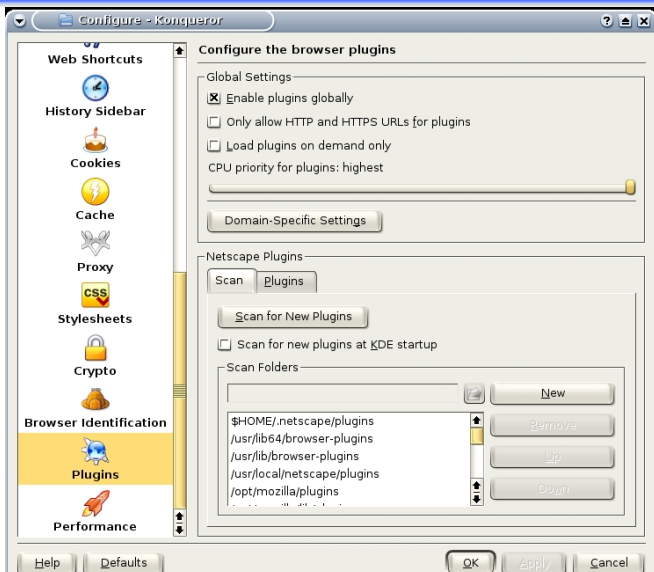 Configure - Konqueror
Web Shortcuts
History Sidebar
Cookies
Cache
Proxy
CSS
Stylesheets
Crypto
Browser Identification
Plugins
Performance
Configure the browser plugins
Global Settings
Enable plugins globally
Only allow HTTP and HTTPS URLs for plugins
Load plugins on demand only
CPU priority for plugins: highest
Domain-Specific Settings
Netscape Plugins
Scan
Plugins
Scan for New Plugins
Scan for new plugins at KDE startup
Scan Folders
New
$HOME/.netscape/plugins
/usr/lib64/browser-plugins
/usr/lib/browser-plugins
/usr/local/netscape/plugins
/opt/mozilla/plugins
Remove
Up
Down
Help
Defaults
OK
Apply
Cancel